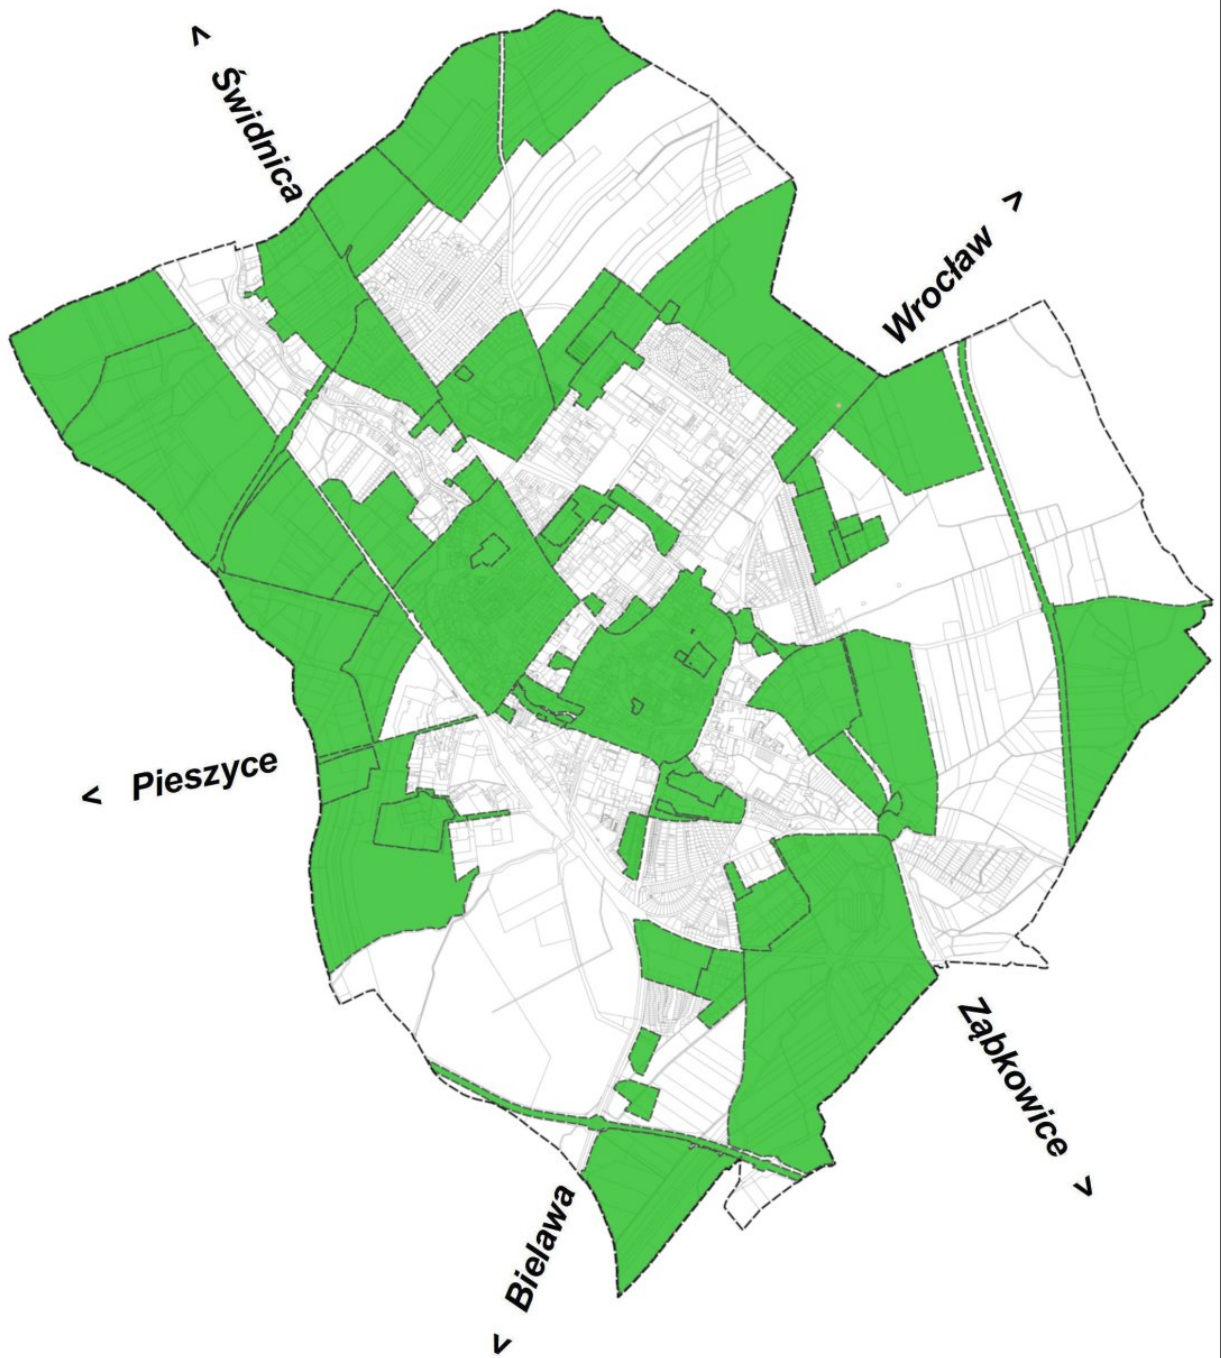 < Świdnica
Wrocław >
< Pieszyce
Ząbkowice >
< Bielawa